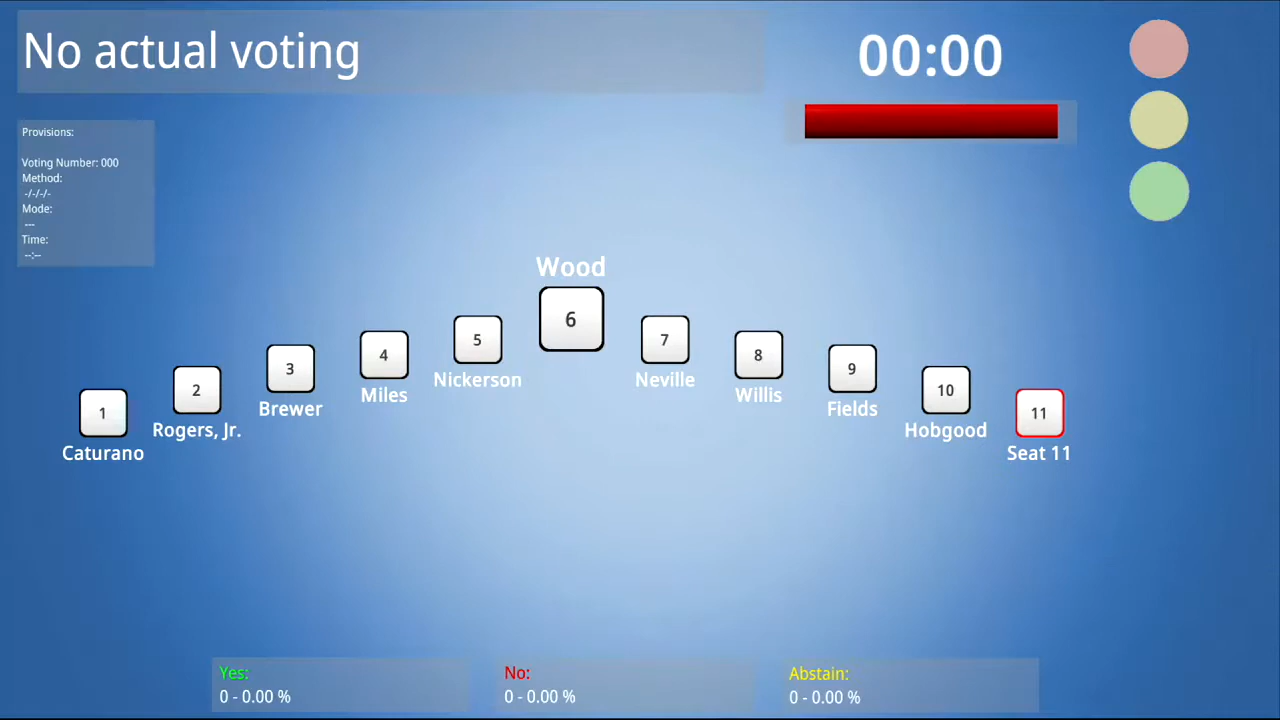 No actual voting
00:00
Provisions:
Voting Number: 000
Method:
-/-/-/-
Mode:
---
Time:
--:--
Wood
6
5
Nickerson
7
Neville
4
Miles
8
Willis
3
Brewer
9
Fields
2
Rogers, Jr.
10
Hobgood
1
Caturano
11
Seat 11
Yes:
0 - 0.00 %
No:
0 - 0.00 %
Abstain:
0 - 0.00 %